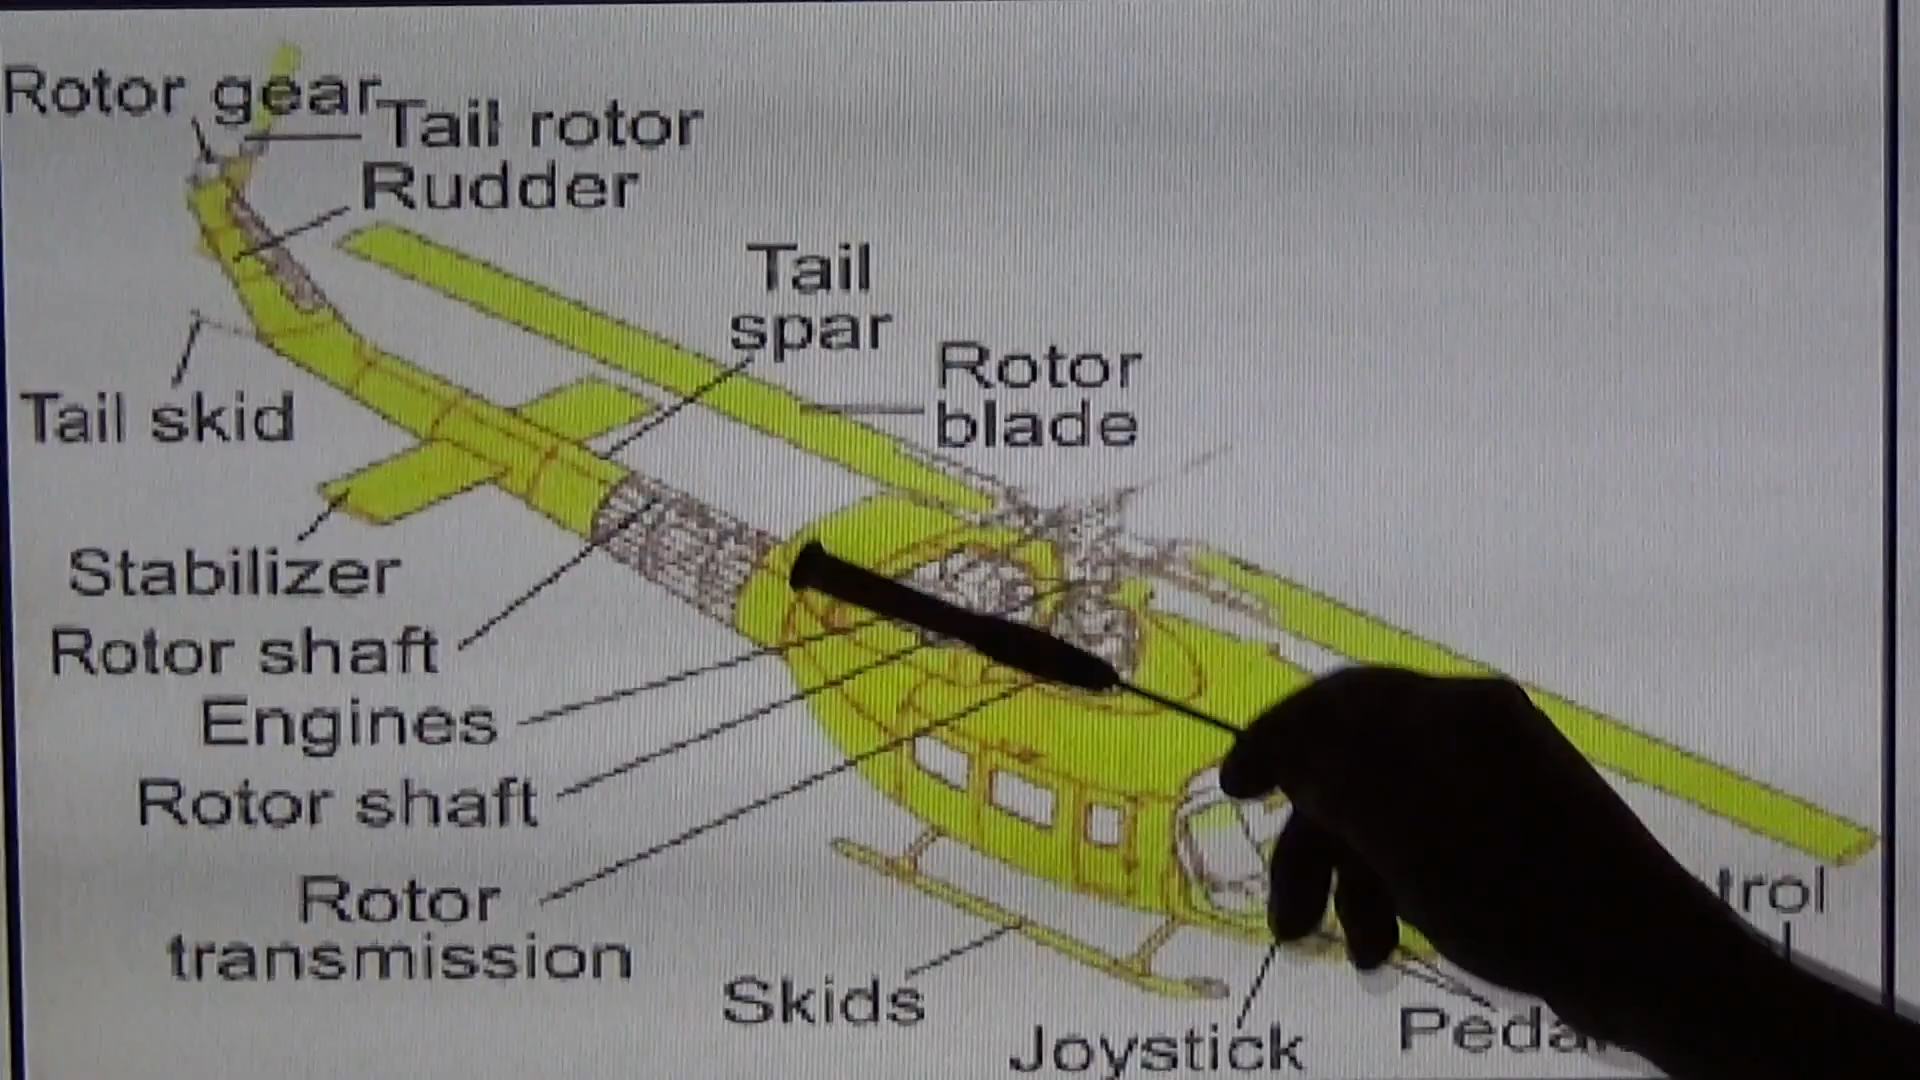 Rotor gear
Tail rotor
Rudder
Tail
spar
Rotor
blade
Tail skid
Stabilizer
Rotor shaft
Engines
Rotor shaft
Rotor
transmission
Skids
Joystick